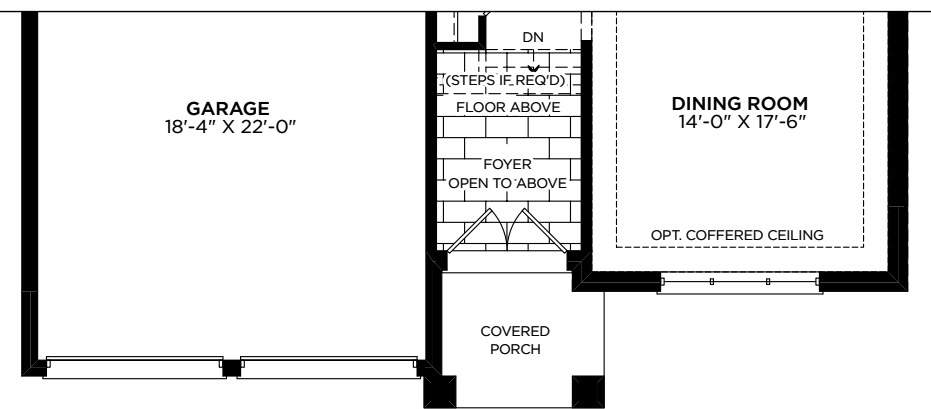 DN
(STEPS IF REQ'D)
FLOOR ABOVE
GARAGE
18'-4" X 22'-0"
DINING ROOM
14'-0" X 17'-6"
FOYER
OPEN TO ABOVE
OPT. COFFERED CEILING
COVERED
PORCH